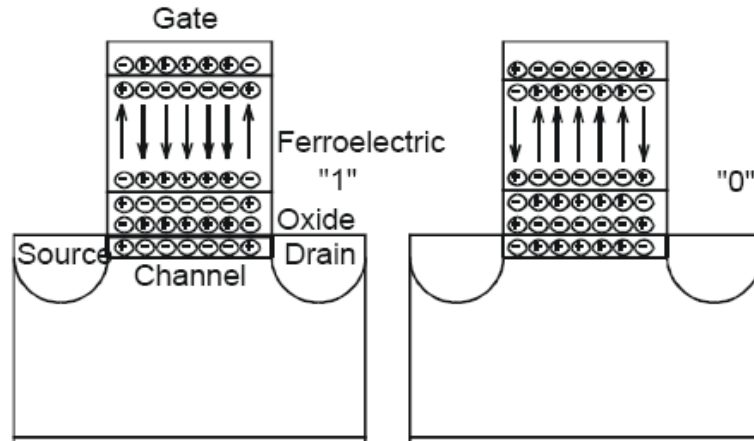 Gate
Ferroelectric
"1"
"0"
Oxide
Source
Drain
Channel